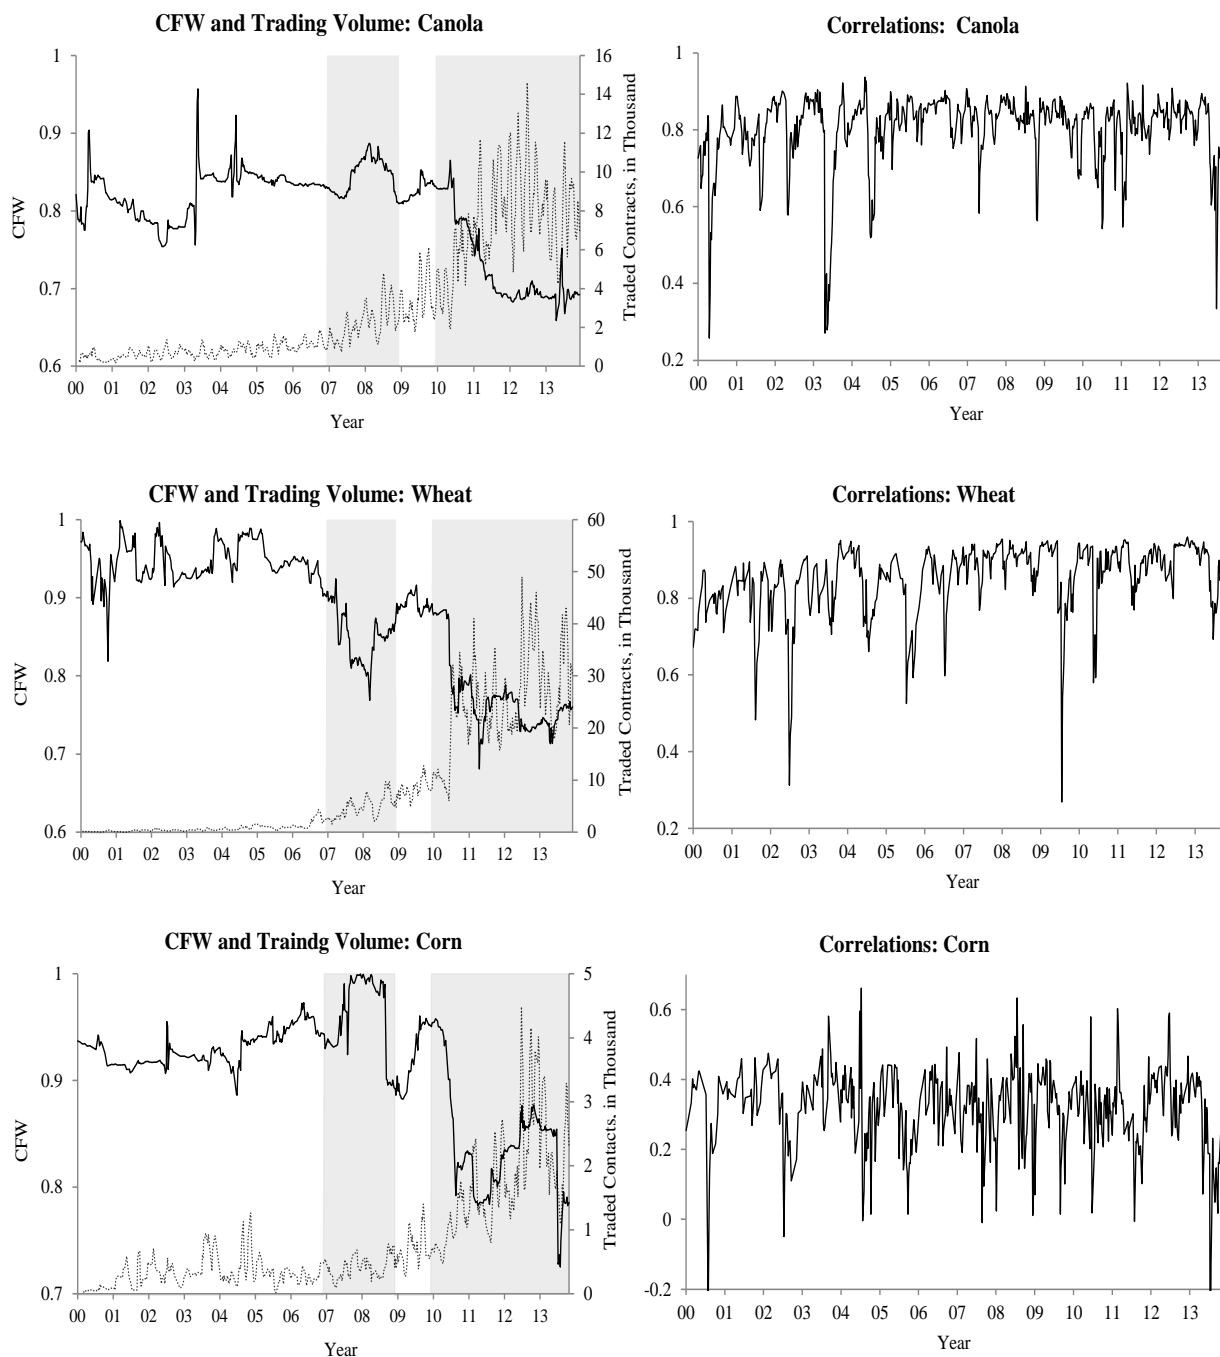 CFW and Trading Volume: Canola
1
0.9
0.8
0.7
0.6
CFW
16
14
12
10
8
6
4
2
0
Traded Contracts, in Thousand
00 01 02 03 04 05 06 07 08 09 10 11 12 13
Year
Correlations: Canola
1
0.8
0.6
0.4
0.2
00 01 02 03 04 05 06 07 08 09 10 11 12 13
Year
CFW and Trading Volume: Wheat
1
0.9
0.8
0.7
0.6
CFW
60
50
40
30
20
10
0
Traded Contracts, in Thousand
00 01 02 03 04 05 06 07 08 09 10 11 12 13
Year
Correlations: Wheat
1
0.8
0.6
0.4
0.2
00 01 02 03 04 05 06 07 08 09 10 11 12 13
Year
CFW and Traindg Volume: Corn
1
0.9
0.8
0.7
CFW
5
4
3
2
1
0
Traded Contacts. in Thousand
00 01 02 03 04 05 06 07 08 09 10 11 12 13
Year
Correlations: Corn
0.6
0.4
0.2
0
-0.2
00 01 02 03 04 05 06 07 08 09 10 11 12 13
Year